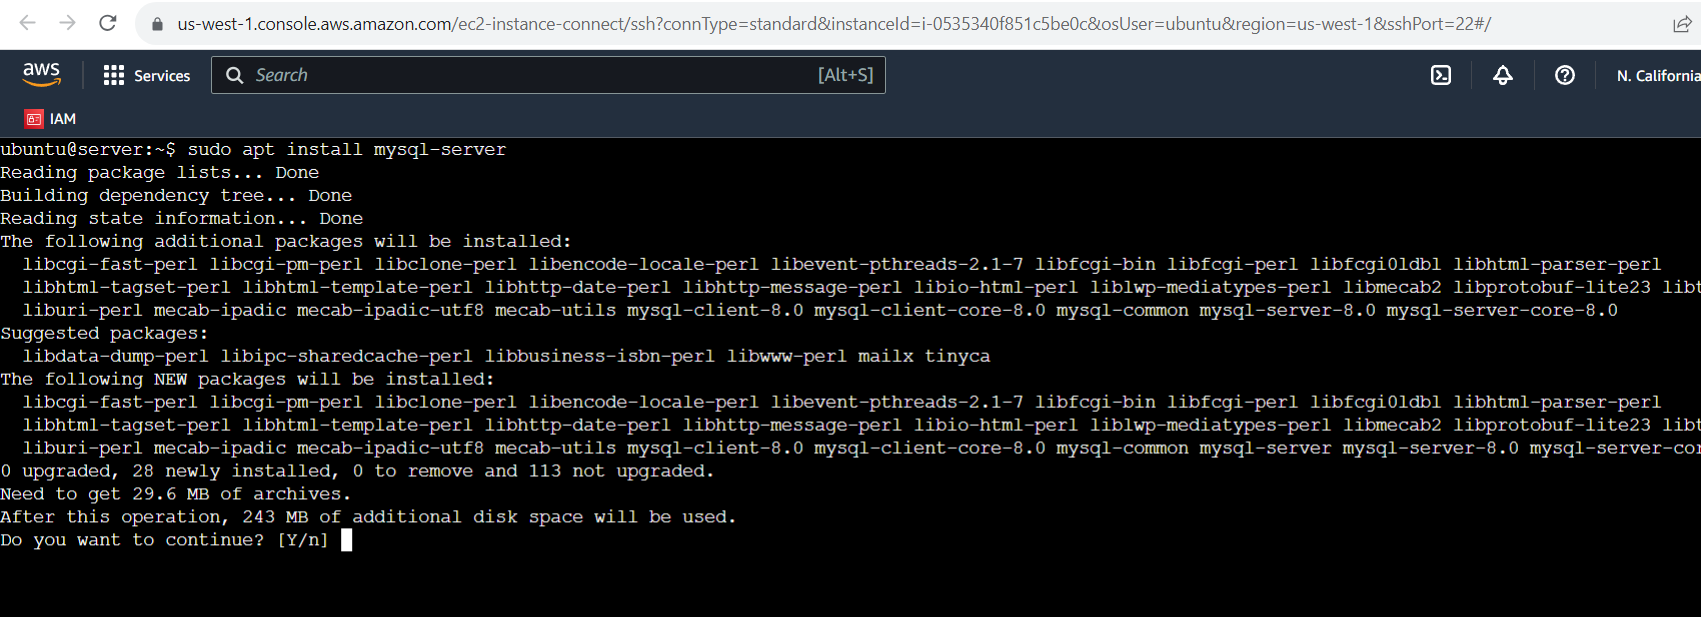 us-west-1.console.aws.amazon.com/ec2-instance-connect/ssh?connType=standard&instanceId=i-0535340f851c5be0c&osUser=ubuntu&region=us-west-1&sshPort=22#/
aws Services Search [Alt+S] N. California
IAM
ubuntu@server:~$ sudo apt install mysql-server
Reading package lists... Done
Building dependency tree... Done
Reading state information... Done
The following additional packages will be installed:
libcgi-fast-perl libcgi-pm-perl libclone-perl libencode-locale-perl libevent-pthreads-2.1-7 libfcgi-bin libfcgi-perl libfcgi0ldbl libhtml-parser-perl
libhtml-tagset-perl libhtml-template-perl libhttp-date-perl libhttp-message-perl libio-html-perl liblwp-mediatypes-perl libmecab2 libprotobuf-lite23
liburi-perl mecab-ipadic mecab-ipadic-utf8 mecab-utils mysql-client-8.0 mysql-client-core-8.0 mysql-common mysql-server-8.0 mysql-server-core-8.0
Suggested packages:
libdata-dump-perl libipc-sharedcache-perl libbusiness-isbn-perl libwww-perl mailx tinyca
The following NEW packages will be installed:
libcgi-fast-perl libcgi-pm-perl libclone-perl libencode-locale-perl libevent-pthreads-2.1-7 libfcgi-bin libfcgi-perl libfcgi0ldbl libhtml-parser-perl
libhtml-tagset-perl libhtml-template-perl libhttp-date-perl libhttp-message-perl libio-html-perl liblwp-mediatypes-perl libmecab2 libprotobuf-lite23
liburi-perl mecab-ipadic mecab-ipadic-utf8 mecab-utils mysql-client-8.0 mysql-client-core-8.0 mysql-common mysql-server mysql-server-8.0
0 upgraded, 28 newly installed, 0 to remove and 113 not upgraded.
Need to get 29.6 MB of archives.
After this operation, 243 MB of additional disk space will be used.
Do you want to continue? [Y/n]